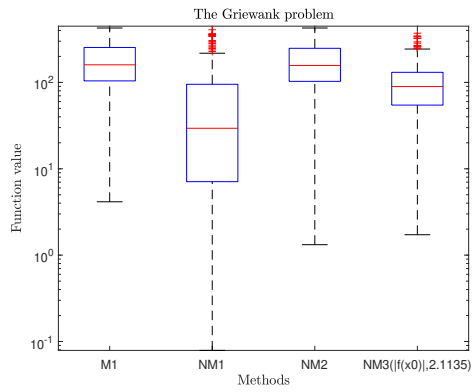 The Griewank problem
Function value
10^2
10^1
10^0
10^-1
M1 NM1 NM2 NM3(|f(x0)|,2.1135)
Methods